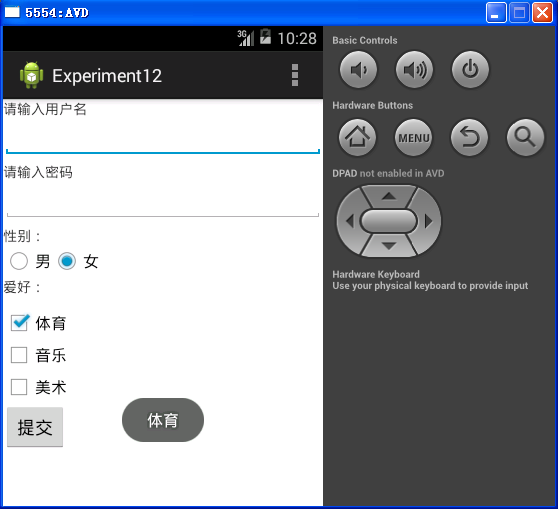 5554:AVD
3G 10:28
Experiment12
请输入用户名
请输入密码
性别：
男 女
爱好：
体育
音乐
美术
提交
体育
Basic Controls
Hardware Buttons
MENU
DPAD not enabled in AVD
Hardware Keyboard
Use your physical keyboard to provide input